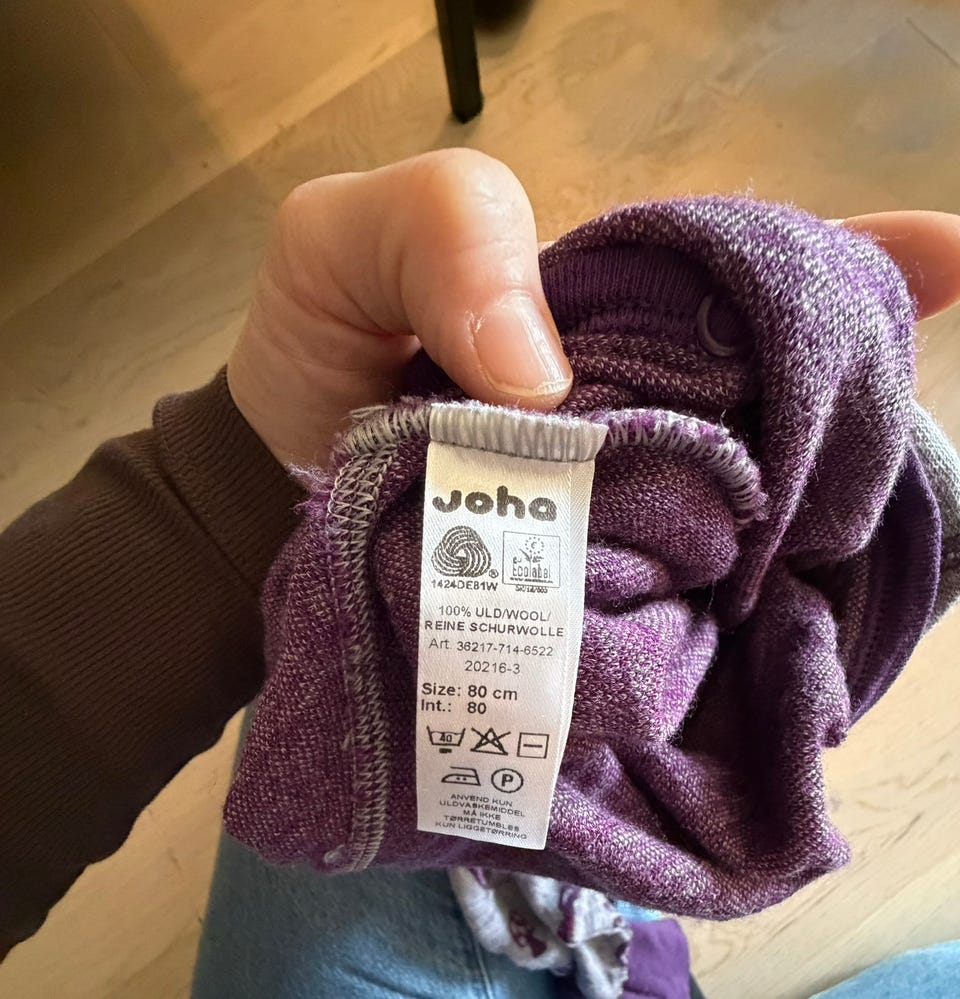 Joha
Ecolabel
1424DE81W
100% ULD/WOOL/
REINE SCHURWOLLE
Art. 36217-714-6522
20216-3
Size: 80 cm
Int.: 80
40
P
ANVEND KUN
ULDVASKEMIDDEL
MÅ IKKE
TØRRETUMBLES
KUN LIGGETØRRING